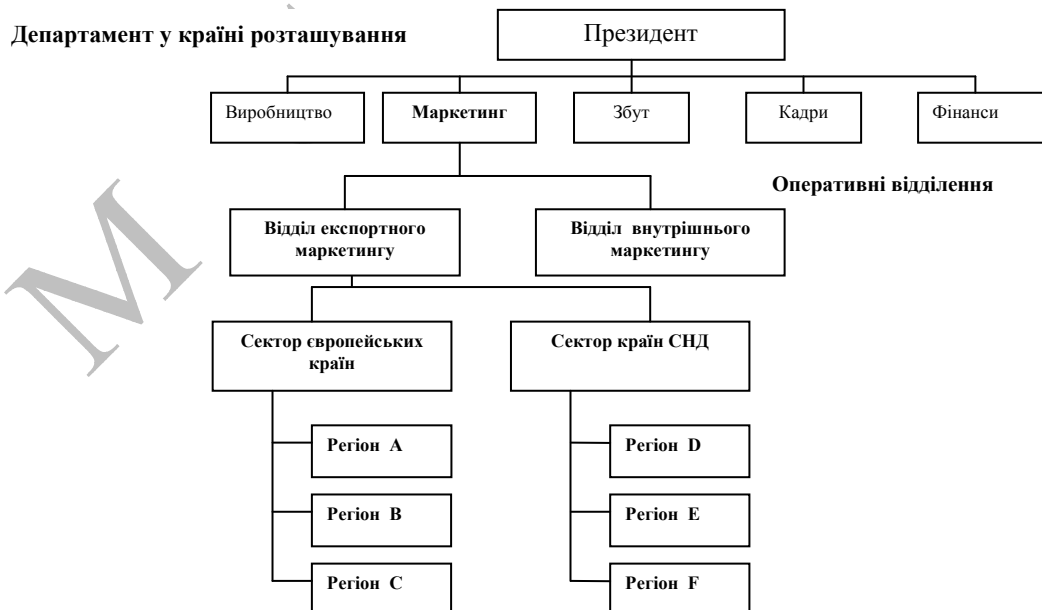 Департамент у країні розташування
Президент
Виробництво
Маркетинг
Збут
Кадри
Фінанси
Оперативні відділення
Відділ експортного
маркетингу
Відділ внутрішнього
маркетингу
Сектор європейських
країн
Сектор країн СНД
Регіон A
Регіон D
Регіон B
Регіон E
Регіон C
Регіон F
М